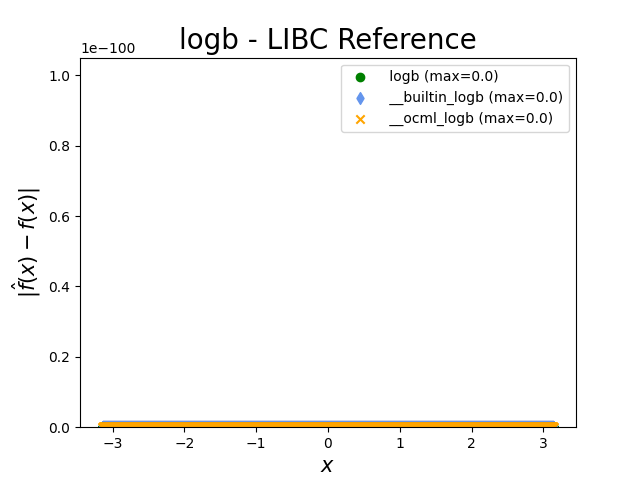 logb - LIBC Reference
1e−100
logb (max=0.0)
__builtin_logb (max=0.0)
__ocml_logb (max=0.0)
1.0
0.8
0.6
0.4
0.2
0.0
|f̂(x) − f(x)|
−3
−2
−1
0
1
2
3
x